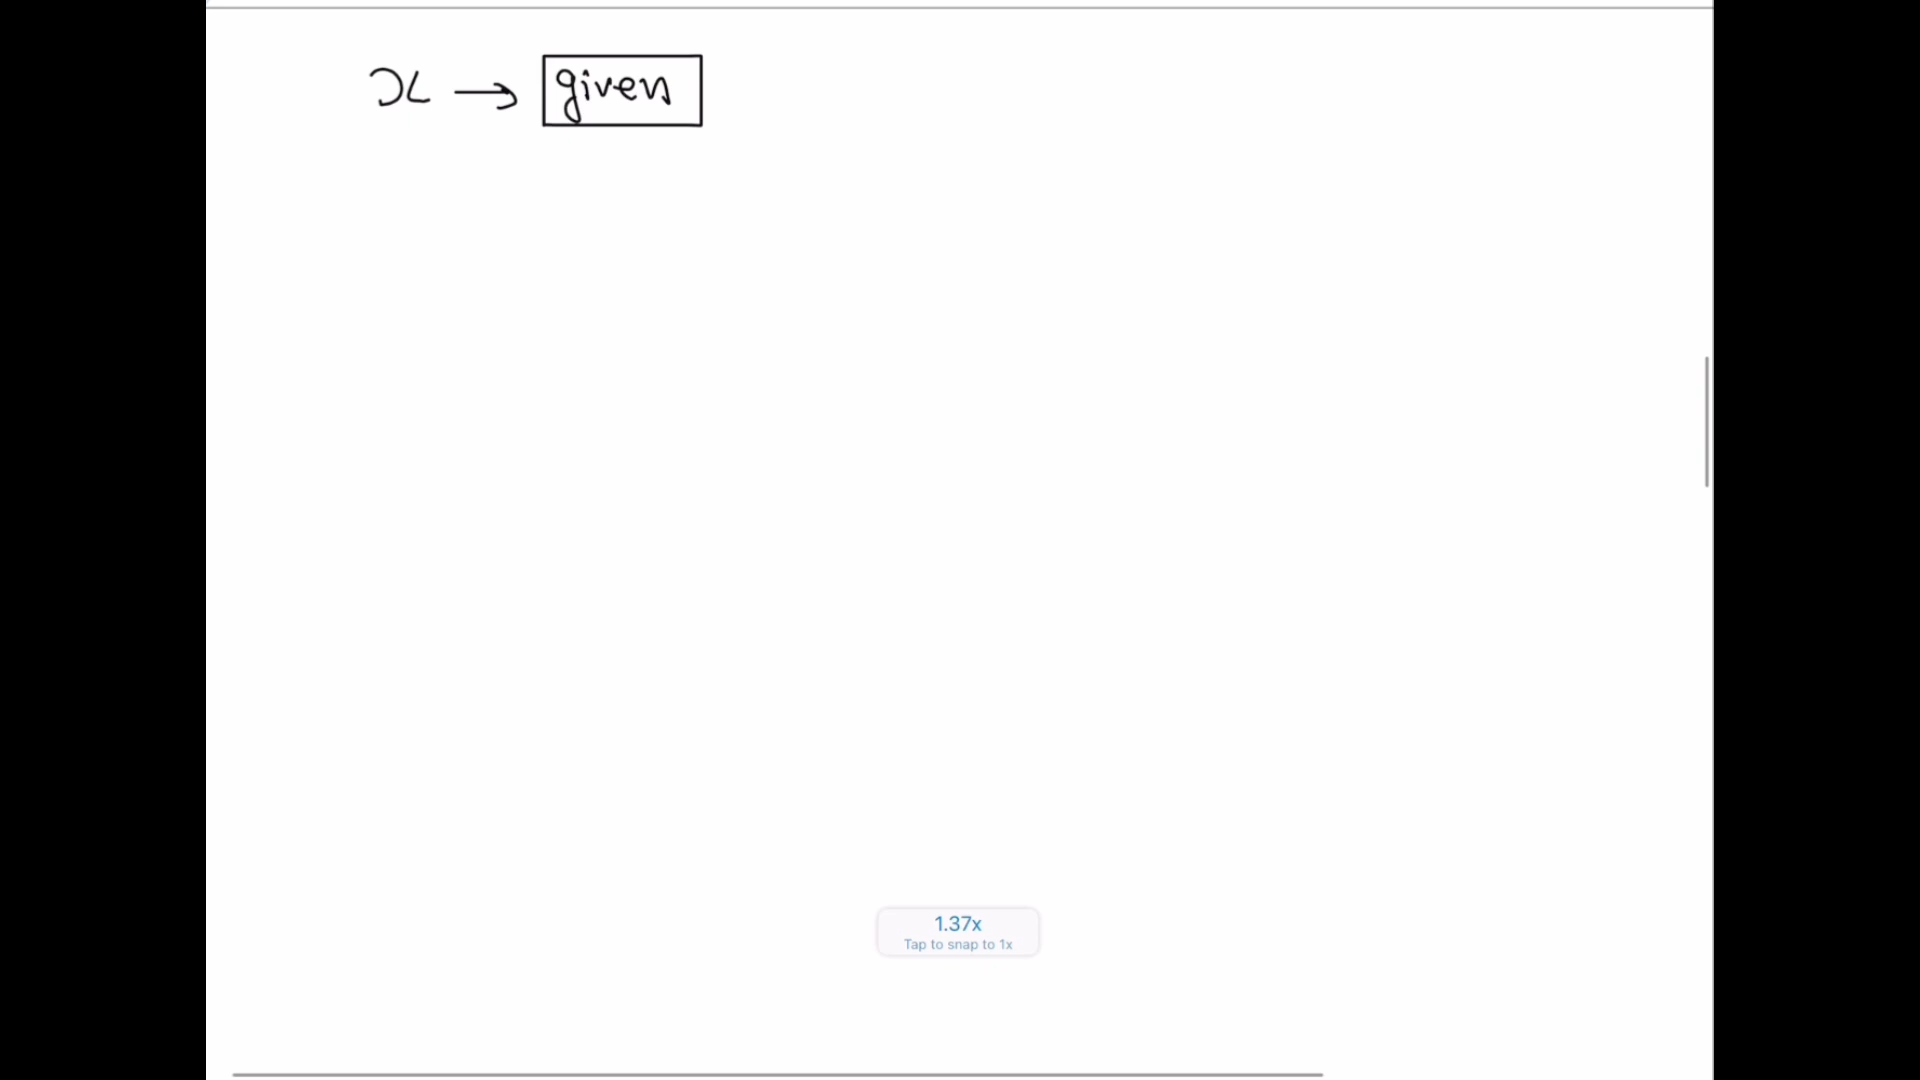 x → given
1.37x
Tap to snap to 1x